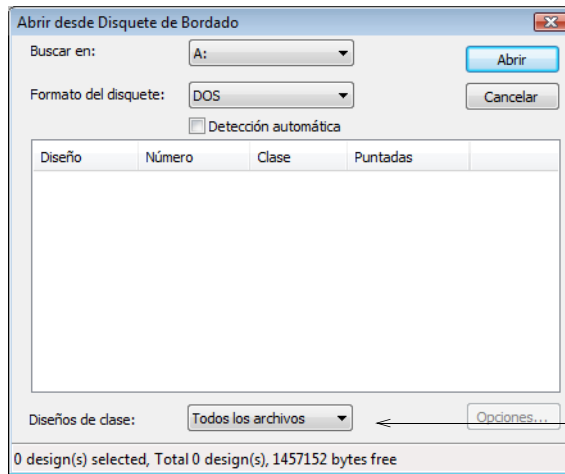 Abrir desde Disquete de Bordado
Buscar en: A: Abrir
Formato del disquete: DOS Cancelar
Detección automática
Diseño Número Clase Puntadas
Diseños de clase: Todos los archivos Opciones...
0 design(s) selected, Total 0 design(s), 1457152 bytes free